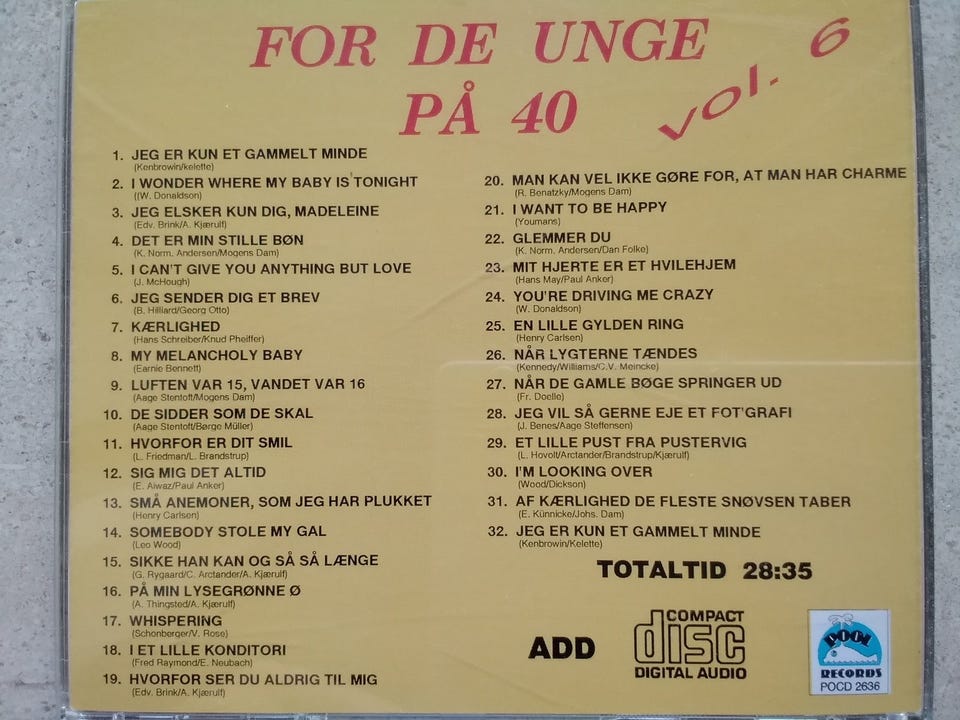 FOR DE UNGE
PÅ 40
VOL. 6
1. JEG ER KUN ET GAMMELT MINDE
(Kenbrowin/kelette)
2. I WONDER WHERE MY BABY IS TONIGHT
((W. Donaldson)
3. JEG ELSKER KUN DIG, MADELEINE
(Edv. Brink/A. Kjærulf)
4. DET ER MIN STILLE BØN
(K. Norm. Andersen/Mogens Dam)
5. I CAN'T GIVE YOU ANYTHING BUT LOVE
(J. McHough)
6. JEG SENDER DIG ET BREV
(B. Hilliard/Georg Otto)
7. KÆRLIGHED
(Hans Schreiber/Knud Pheiffer)
8. MY MELANCHOLY BABY
(Earnie Bennett)
9. LUFTEN VAR 15, VANDET VAR 16
(Aage Stentoft/Mogens Dam)
10. DE SIDDER SOM DE SKAL
(Aage Stentoft/Børge Müller)
11. HVORFOR ER DIT SMIL
(L. Friedman/L. Brandstrup)
12. SIG MIG DET ALTID
(E. Aiwaz/Paul Anker)
13. SMÅ ANEMONER, SOM JEG HAR PLUKKET
(Henry Carlsen)
14. SOMEBODY STOLE MY GAL
(Leo Wood)
15. SIKKE HAN KAN OG SÅ SÅ LÆNGE
(G. Rygaard/C. Arctander/A. Kjærulf)
16. PÅ MIN LYSEGRØNNE Ø
(A. Thingsted/A. Kjærulf)
17. WHISPERING
(Schonberger/V. Rose)
18. I ET LILLE KONDITORI
(Fred Raymond/E. Neubach)
19. HVORFOR SER DU ALDRIG TIL MIG
(Edv. Brink/A. Kjærulf)
20. MAN KAN VEL IKKE GØRE FOR, AT MAN HAR CHARME
(R. Benatzky/Mogens Dam)
21. I WANT TO BE HAPPY
(Youmans)
22. GLEMMER DU
(K. Norm. Andersen/Dan Folke)
23. MIT HJERTE ER ET HVILEHJEM
(Hans May/Paul Anker)
24. YOU'RE DRIVING ME CRAZY
(W. Donaldson)
25. EN LILLE GYLDEN RING
(Henry Carlsen)
26. NÅR LYGTERNE TÆNDES
(Kennedy/Williams/C.V. Meincke)
27. NÅR DE GAMLE BØGE SPRINGER UD
(Fr. Doelle)
28. JEG VIL SÅ GERNE EJE ET FOT'GRAFI
(J. Benes/Aage Steffensen)
29. ET LILLE PUST FRA PUSTERVIG
(L. Hovolt/Arctander/Brandstrup/Kjærulf)
30. I'M LOOKING OVER
(Wood/Dickson)
31. AF KÆRLIGHED DE FLESTE SNØVSEN TABER
(E. Künnicke/Johs. Dam)
32. JEG ER KUN ET GAMMELT MINDE
(Kenbrowin/Kelette)
TOTALTID 28:35
ADD
COMPACT
disc
DIGITAL AUDIO
POOL
RECORDS
POCD 2636